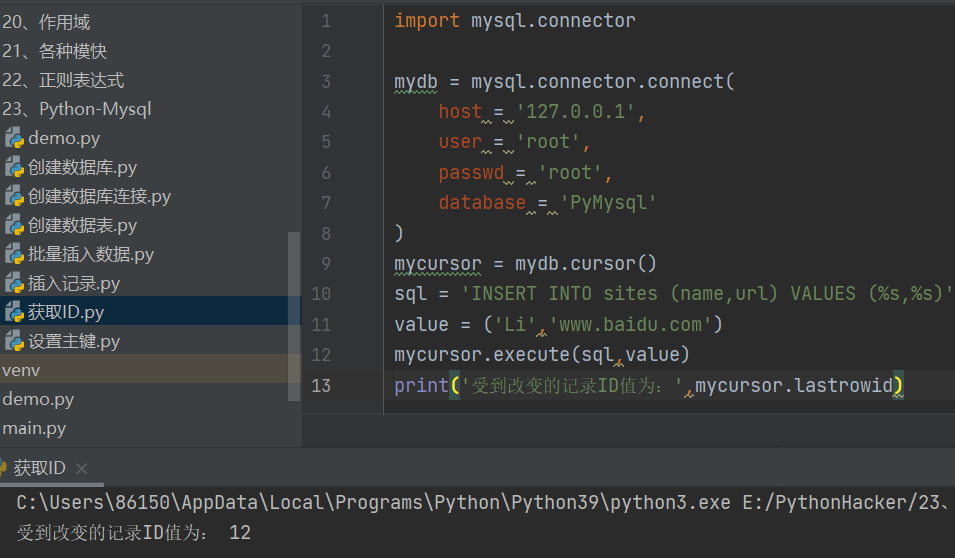 20、作用域
21、各种模快
22、正则表达式
23、Python-Mysql
demo.py
创建数据库.py
创建数据库连接.py
创建数据表.py
批量插入数据.py
插入记录.py
获取ID.py
设置主键.py
venv
demo.py
main.py
1 import mysql.connector
2
3 mydb = mysql.connector.connect(
4 host = '127.0.0.1',
5 user = 'root',
6 passwd = 'root',
7 database = 'PyMysql'
8 )
9 mycursor = mydb.cursor()
10 sql = 'INSERT INTO sites (name,url) VALUES (%s,%s)'
11 value = ('Li','www.baidu.com')
12 mycursor.execute(sql,value)
13 print('受到改变的记录ID值为：',mycursor.lastrowid)
获取ID
C:\Users\86150\AppData\Local\Programs\Python\Python39\python3.exe E:/PythonHacker/23、
受到改变的记录ID值为： 12